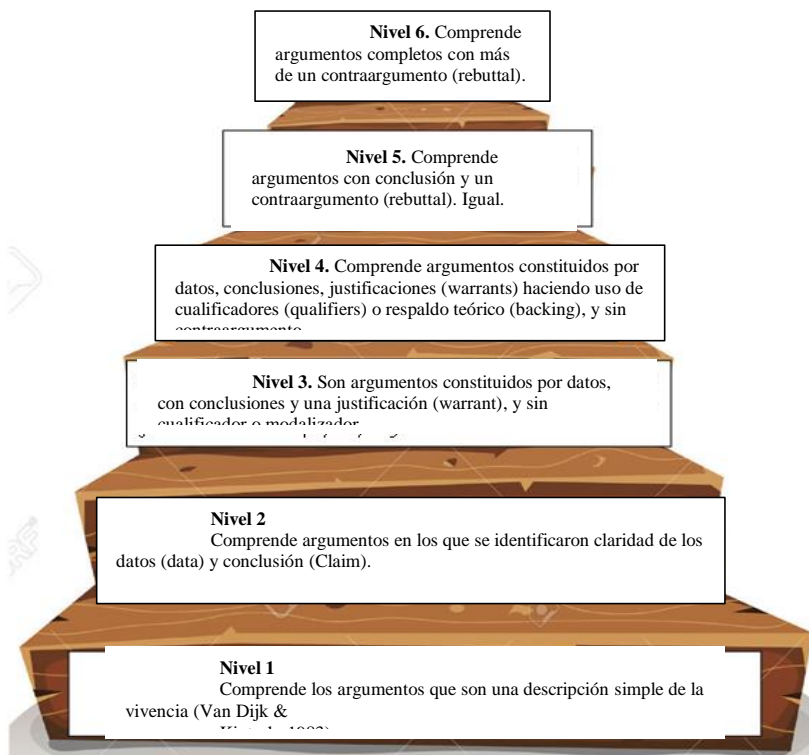 Nivel 6. Comprende
argumentos completos con más
de un contraargumento (rebuttal).
Nivel 5. Comprende
argumentos con conclusión y un
contraargumento (rebuttal). Igual.
Nivel 4. Comprende argumentos constituidos por
datos, conclusiones, justificaciones (warrants) haciendo uso de
cualificadores (qualifiers) o respaldo teórico (backing), y sin
contraargumento
Nivel 3. Son argumentos constituidos por datos,
con conclusiones y una justificación (warrant), y sin
cualificador o modalizador
Nivel 2
Comprende argumentos en los que se identificaron claridad de los
datos (data) y conclusión (Claim).
Nivel 1
Comprende los argumentos que son una descripción simple de la
vivencia (Van Dijk &